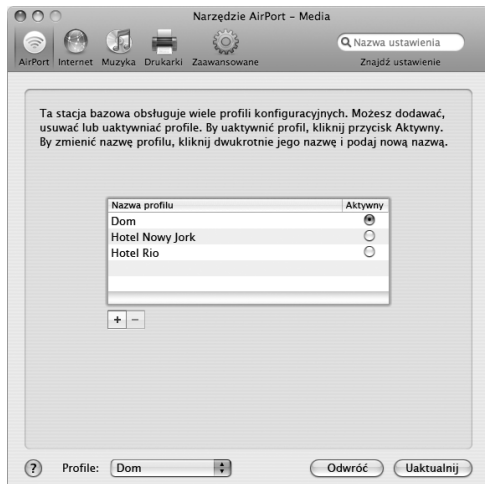 Narzędzie AirPort – Media
Nazwa ustawienia
AirPort Internet Muzyka Drukarki Zaawansowane Znajdź ustawienie
Ta stacja bazowa obsługuje wiele profili konfiguracyjnych. Możesz dodawać,
usuwać lub uaktywniać profile. By uaktywnić profil, kliknij przycisk Aktywny.
By zmienić nazwę profilu, kliknij dwukrotnie jego nazwę i podaj nową nazwą.
Nazwa profilu Aktywny
Dom
Hotel Nowy Jork
Hotel Rio
+ −
? Profile: Dom Odwróć Uaktualnij